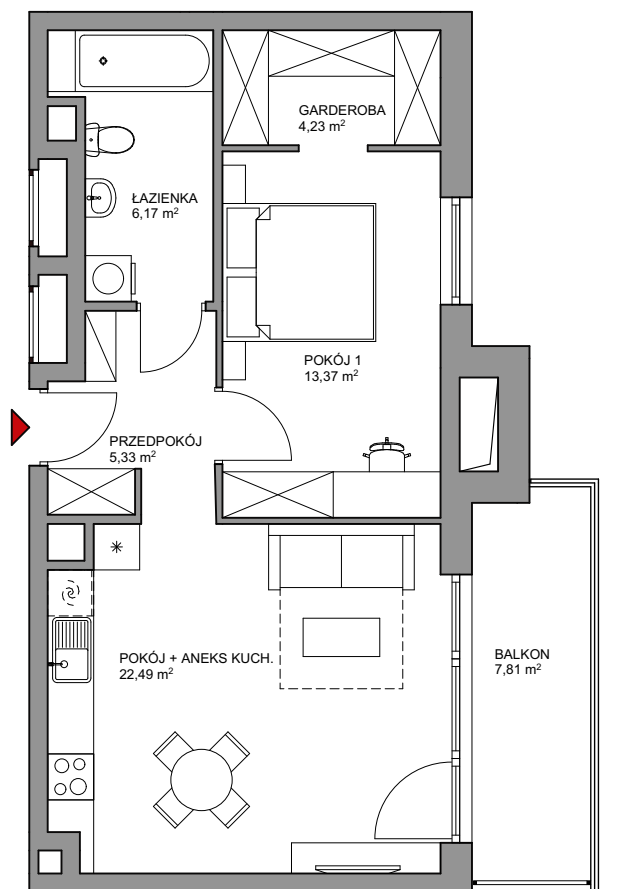 GARDEROBA
4,23 m²
ŁAZIENKA
6,17 m²
POKÓJ 1
13,37 m²
PRZEDPOKÓJ
5,33 m²
POKÓJ + ANEKS KUCH.
22,49 m²
BALKON
7,81 m²